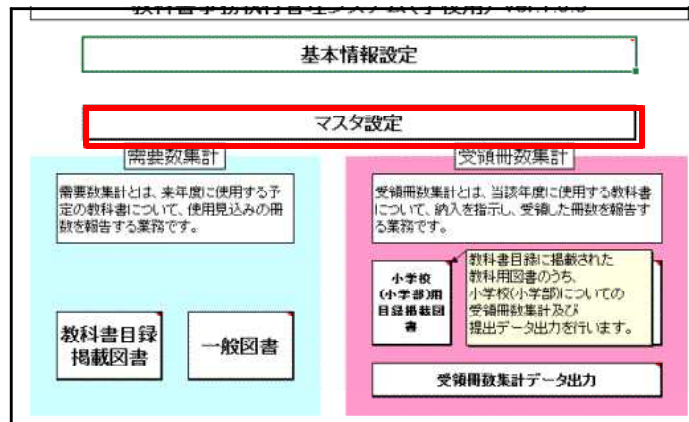 基本情報設定
マスタ設定
需要数集計
需要数集計とは、来年度に使用する予
定の教科書について、使用見込みの冊
数を報告する業務です。
教科書目録
掲載図書
一般図書
受領冊数集計
受領冊数集計とは、当該年度に使用する教科書
について、納入を指示し、受領した冊数を報告す
る業務です。
小学校
(小学部)用
目録掲載図
書
教科書目録に掲載された
教科用図書のうち、
小学校(小学部)についての
受領冊数集計及び
提出データ出力を行います。
受領冊数集計データ出力